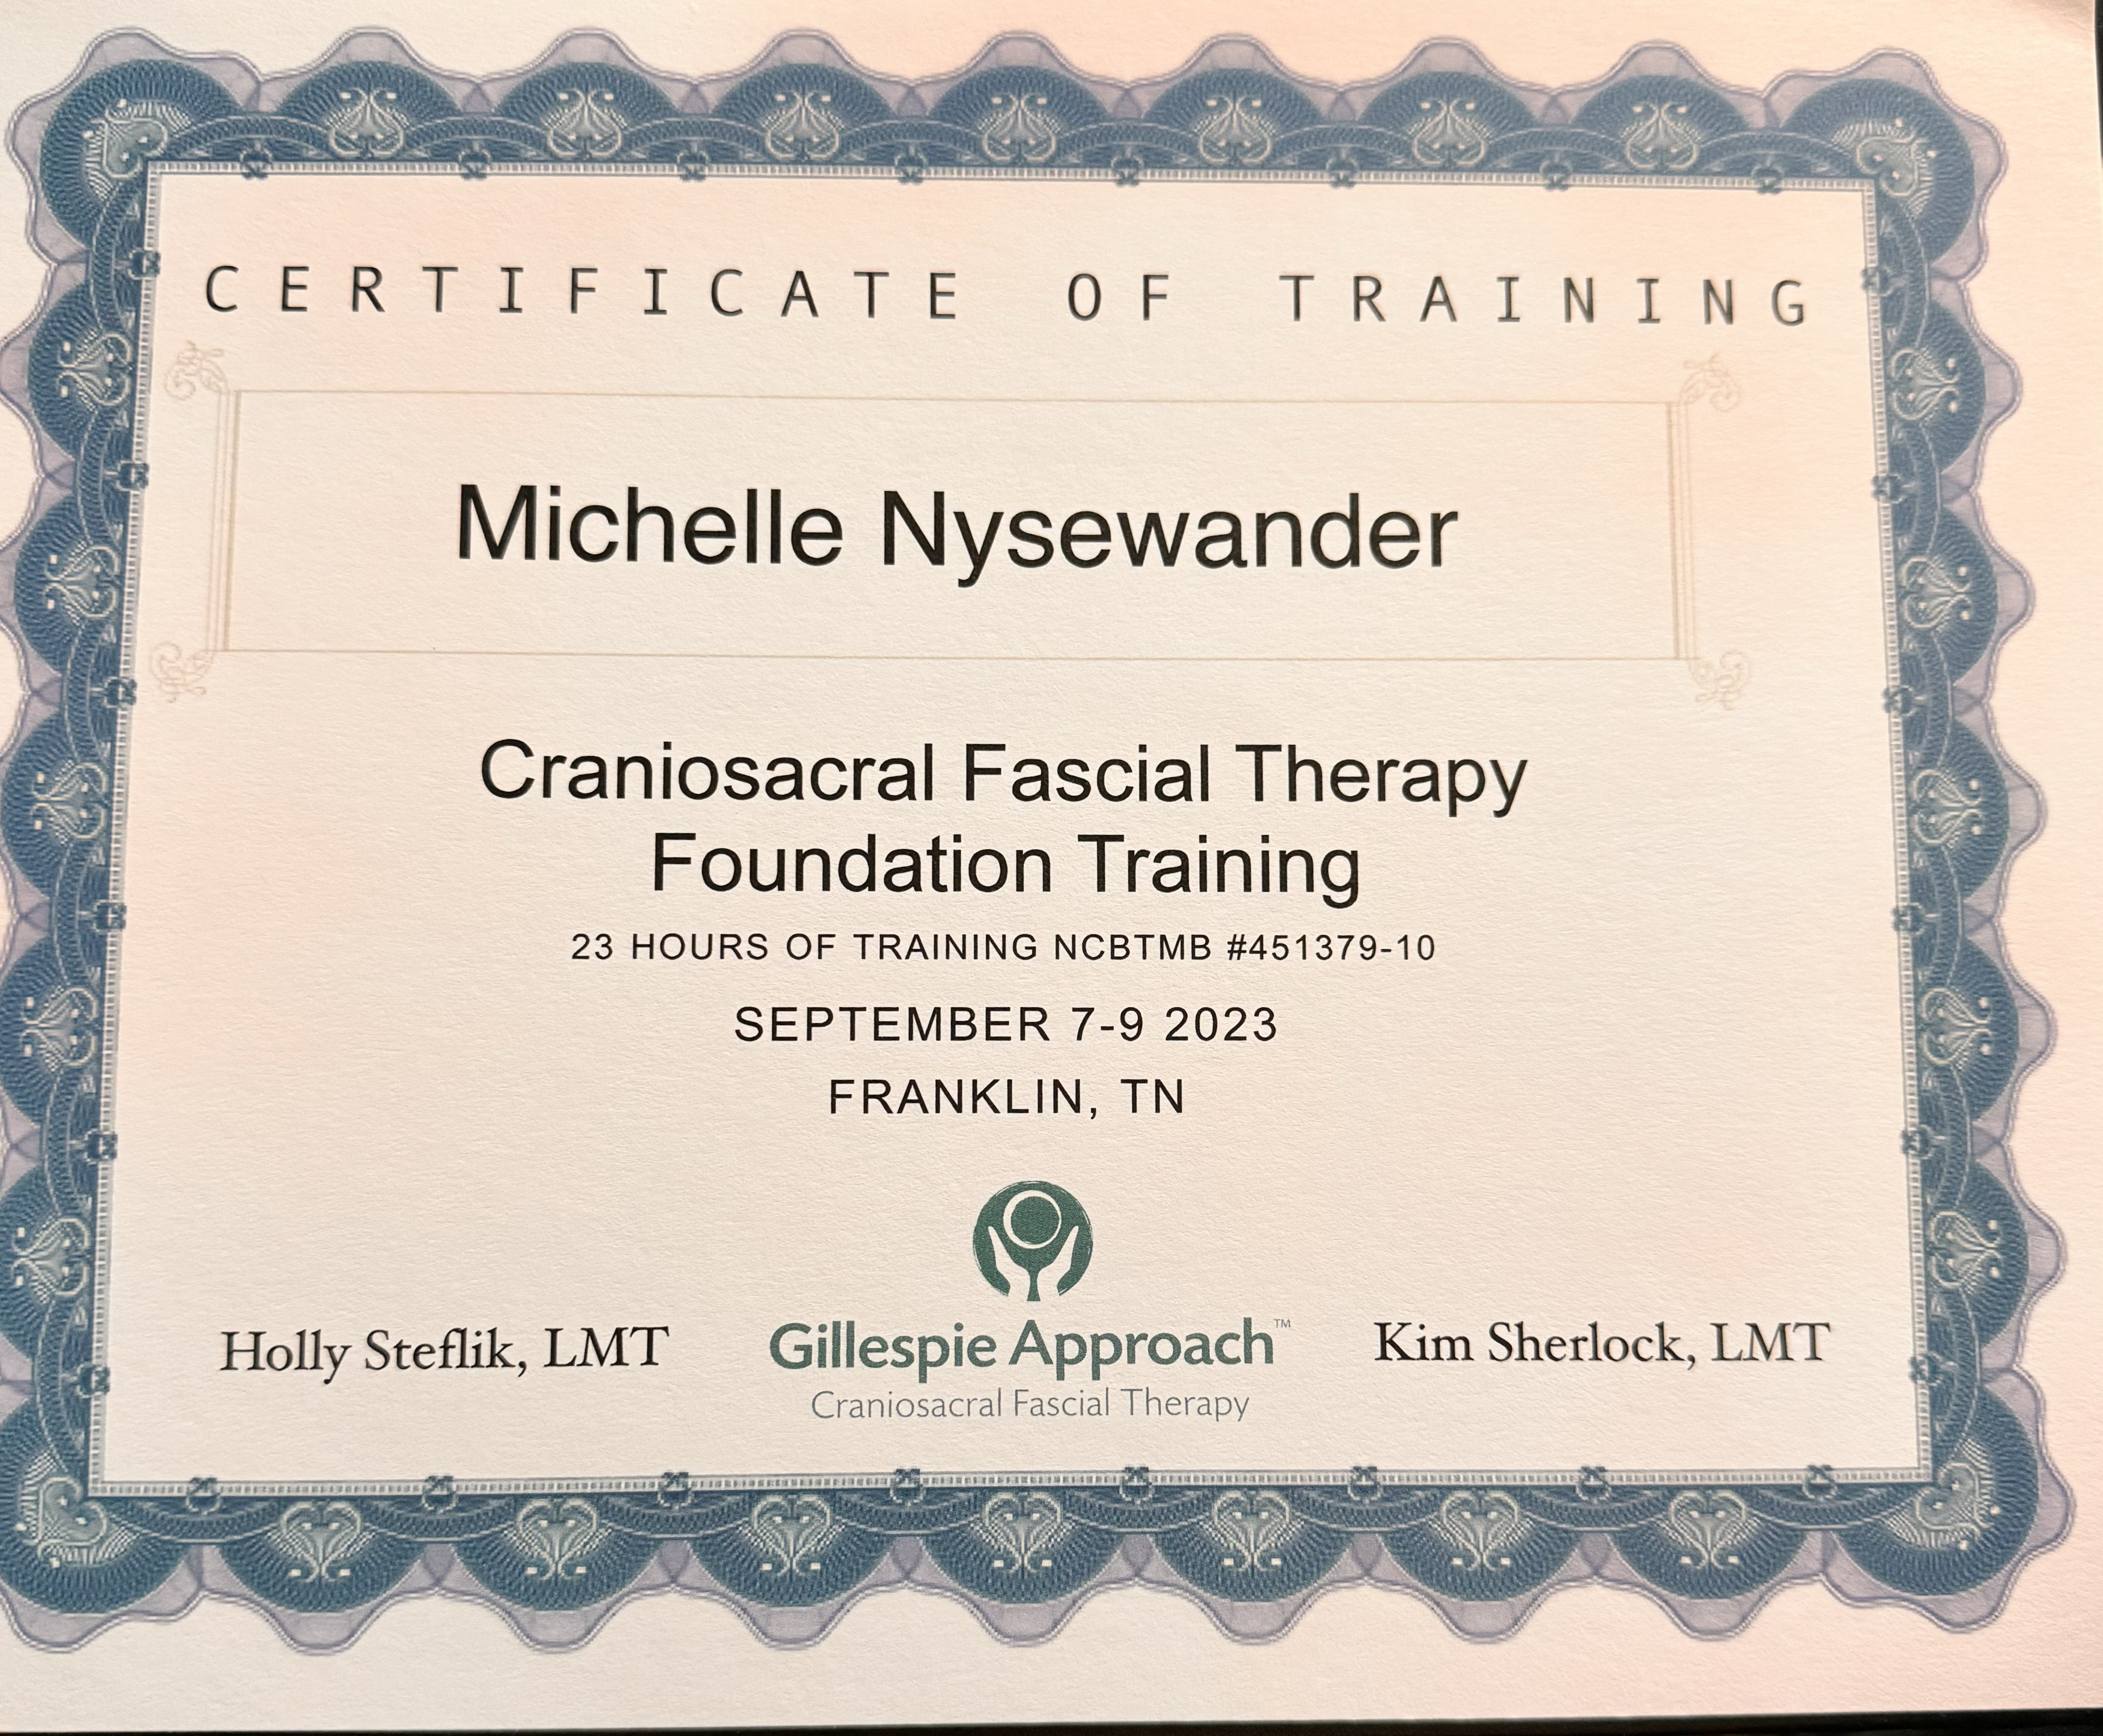 CERTIFICATE OF TRAINING
Michelle Nysewander
Craniosacral Fascial Therapy
Foundation Training
23 HOURS OF TRAINING NCBTMB #451379-10
SEPTEMBER 7-9 2023
FRANKLIN, TN
Holly Steflik, LMT
Gillespie Approach™
Craniosacral Fascial Therapy
Kim Sherlock, LMT